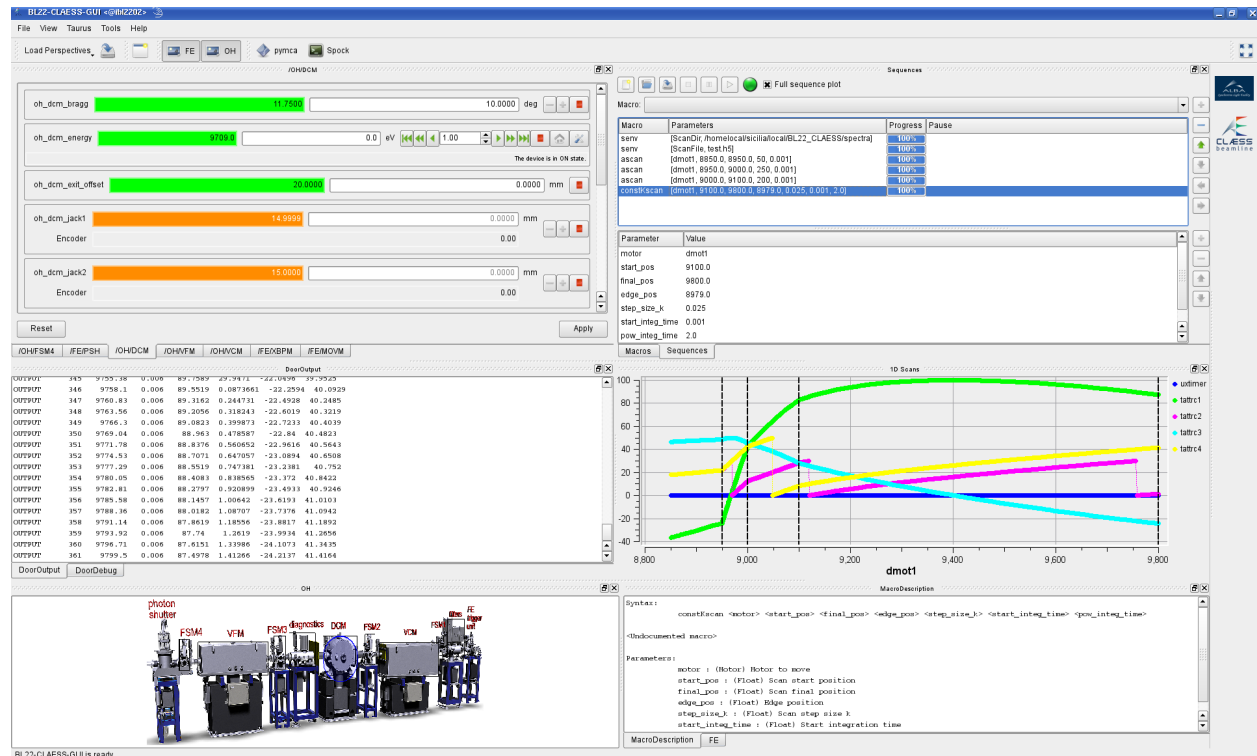 BL22-CLAESS-GUI <@ibl2202>
File View Taurus Tools Help
Load Perspectives FE OH pymca Spock
/OH/DCM
oh_dcm_bragg 11.7500 10.0000 deg
oh_dcm_energy 9709.0 0.0 eV 1.00
The device is in ON state.
oh_dcm_exit_offset 20.0000 0.0000 mm
oh_dcm_jack1 14.9999 0.0000 mm
Encoder 0.00
oh_dcm_jack2 15.0000 0.0000 mm
Encoder 0.00
Reset Apply
/OH/FSM4 /FE/PSH /OH/DCM /OH/VFM /OH/VCM /FE/XBPM /FE/MOVM
Sequences
Full sequence plot
Macro:
Macro Parameters Progress Pause
senv [ScanDir, /homelocal/sicilia/local/BL22_CLAESS/spectra] 100%
senv [ScanFile, test.h5] 100%
ascan [dmot1, 8850.0, 8950.0, 50, 0.001] 100%
ascan [dmot1, 8950.0, 9000.0, 250, 0.001] 100%
ascan [dmot1, 9000.0, 9100.0, 200, 0.001] 100%
constKscan [dmot1, 9100.0, 9800.0, 8979.0, 0.025, 0.001, 2.0] 100%
Parameter Value
motor dmot1
start_pos 9100.0
final_pos 9800.0
edge_pos 8979.0
step_size_k 0.025
start_integ_time 0.001
pow_integ_time 2.0
Macros Sequences
ALBA
CLÆSS
beamline
DoorOutput
OUTPUT 345 9755.38 0.006 89.7589 29.9471 -22.0496 39.9525
OUTPUT 346 9758.1 0.006 89.5519 0.0873661 -22.2594 40.0929
OUTPUT 347 9760.83 0.006 89.3162 0.244731 -22.4928 40.2485
OUTPUT 348 9763.56 0.006 89.2056 0.318243 -22.6019 40.3219
OUTPUT 349 9766.3 0.006 89.0823 0.399873 -22.7233 40.4039
OUTPUT 350 9769.04 0.006 88.963 0.478587 -22.84 40.4823
OUTPUT 351 9771.78 0.006 88.8376 0.560652 -22.9616 40.5643
OUTPUT 352 9774.53 0.006 88.7071 0.647057 -23.0894 40.6508
OUTPUT 353 9777.29 0.006 88.5519 0.747381 -23.2381 40.752
OUTPUT 354 9780.05 0.006 88.4083 0.838565 -23.372 40.8422
OUTPUT 355 9782.81 0.006 88.2797 0.920899 -23.4933 40.9246
OUTPUT 356 9785.58 0.006 88.1457 1.00642 -23.6193 41.0103
OUTPUT 357 9788.36 0.006 88.0182 1.08707 -23.7376 41.0942
OUTPUT 358 9791.14 0.006 87.8619 1.18556 -23.8817 41.1892
OUTPUT 359 9793.92 0.006 87.74 1.2619 -23.9934 41.2656
OUTPUT 360 9796.71 0.006 87.6151 1.33986 -24.1073 41.3435
OUTPUT 361 9799.5 0.006 87.4978 1.41266 -24.2137 41.4164
DoorOutput DoorDebug
1D Scans
100
80
60
40
20
0
-20
-40
8,800 9,000 9,200 9,400 9,600 9,800
dmot1
uxtimer
tattrc1
tattrc2
tattrc3
tattrc4
OH
photon
shutter
FSM4 VFM FSM3 diagnostics DCM FSM2 VCM filters FE
trigger
unit
MacroDescription
Syntax:
constKscan <motor> <start_pos> <final_pos> <edge_pos> <step_size_k> <start_integ_time> <pow_integ_time>
<Undocumented macro>
Parameters:
motor : (Motor) Motor to move
start_pos : (Float) Scan start position
final_pos : (Float) Scan final position
edge_pos : (Float) Edge position
step_size_k : (Float) Scan step size k
start_integ_time : (Float) Start integration time
MacroDescription FE
BL22-CLAESS-GUI is ready